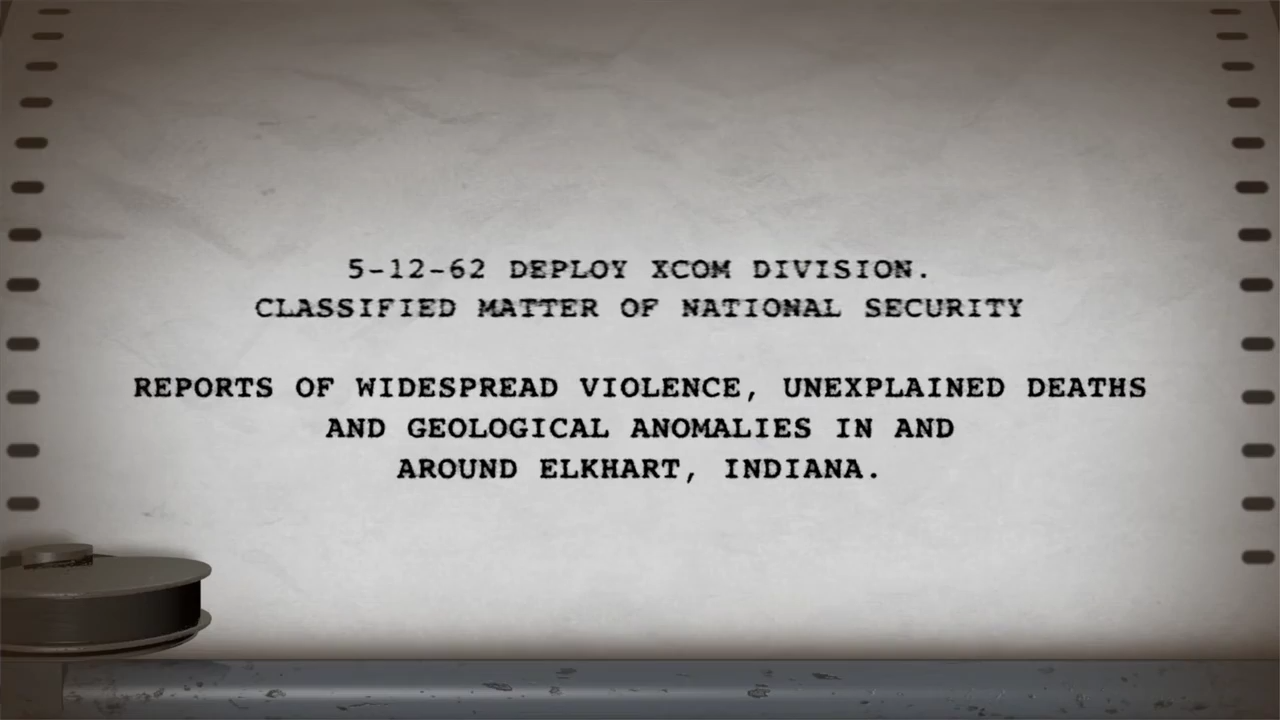 5-12-62 DEPLOY XCOM DIVISION.
CLASSIFIED MATTER OF NATIONAL SECURITY
REPORTS OF WIDESPREAD VIOLENCE, UNEXPLAINED DEATHS
AND GEOLOGICAL ANOMALIES IN AND
AROUND ELKHART, INDIANA.